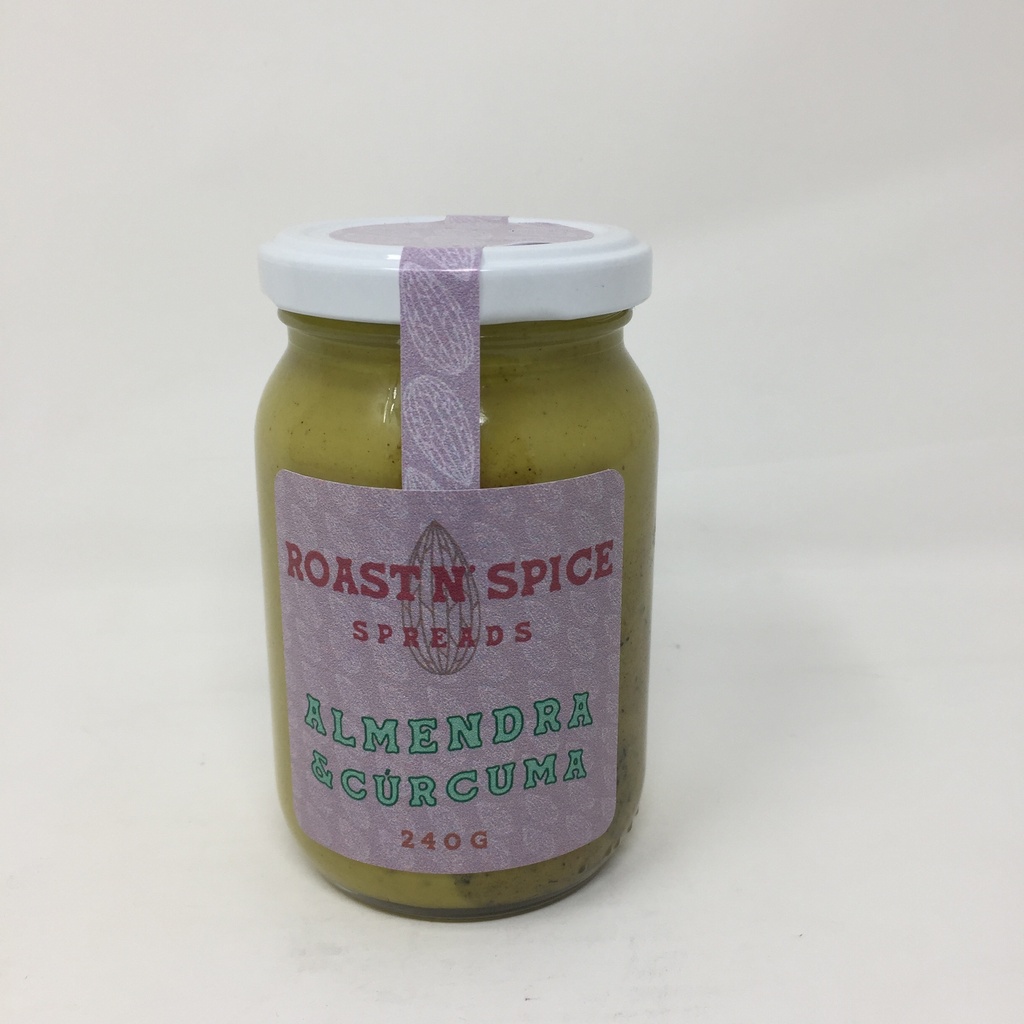 ROAST N' SPICE
SPREADS
ALMENDRA
& CÚRCUMA
240G